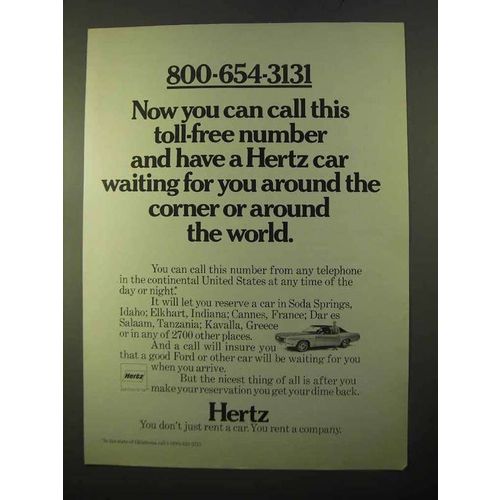 800-654-3131
Now you can call this
toll-free number
and have a Hertz car
waiting for you around the
corner or around
the world.
You can call this number from any telephone
in the continental United States at any time of the
day or night.*
It will let you reserve a car in Soda Springs,
Idaho; Elkhart, Indiana; Cannes, France; Dar es
Salaam, Tanzania; Kavalla, Greece
or in any of 2700 other places.
And a call will insure you
that a good Ford or other car will be waiting for you
when you arrive.
Hertz
But the nicest thing of all is after you
make your reservation you get your dime back.
Hertz
You don't just rent a car. You rent a company.
*In the state of Oklahoma, call